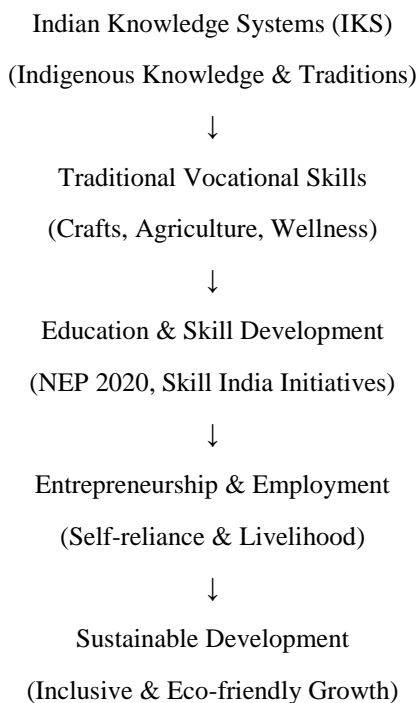 Indian Knowledge Systems (IKS)
(Indigenous Knowledge & Traditions)
↓
Traditional Vocational Skills
(Crafts, Agriculture, Wellness)
↓
Education & Skill Development
(NEP 2020, Skill India Initiatives)
↓
Entrepreneurship & Employment
(Self-reliance & Livelihood)
↓
Sustainable Development
(Inclusive & Eco-friendly Growth)